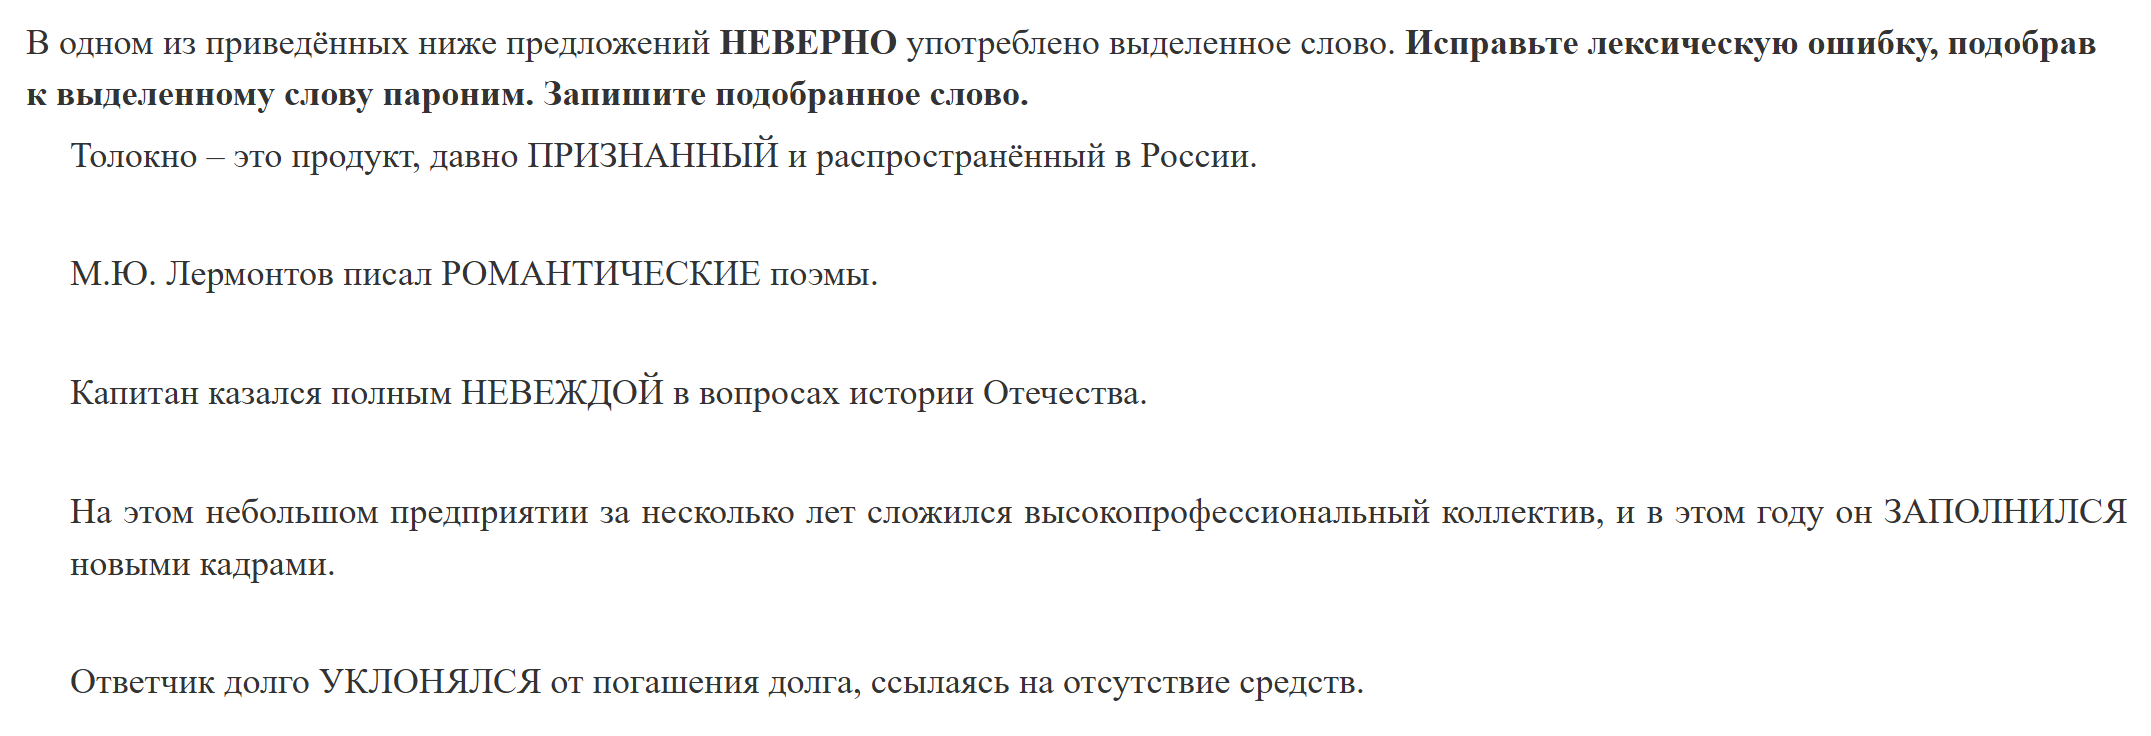 В одном из приведённых ниже предложений НЕВЕРНО употреблено выделенное слово. Исправьте лексическую ошибку, подобрав
к выделенному слову пароним. Запишите подобранное слово.
Толокно – это продукт, давно ПРИЗНАННЫЙ и распространённый в России.
М.Ю. Лермонтов писал РОМАНТИЧЕСКИЕ поэмы.
Капитан казался полным НЕВЕЖДОЙ в вопросах истории Отечества.
На этом небольшом предприятии за несколько лет сложился высокопрофессиональный коллектив, и в этом году он ЗАПОЛНИЛСЯ
новыми кадрами.
Ответчик долго УКЛОНЯЛСЯ от погашения долга, ссылаясь на отсутствие средств.